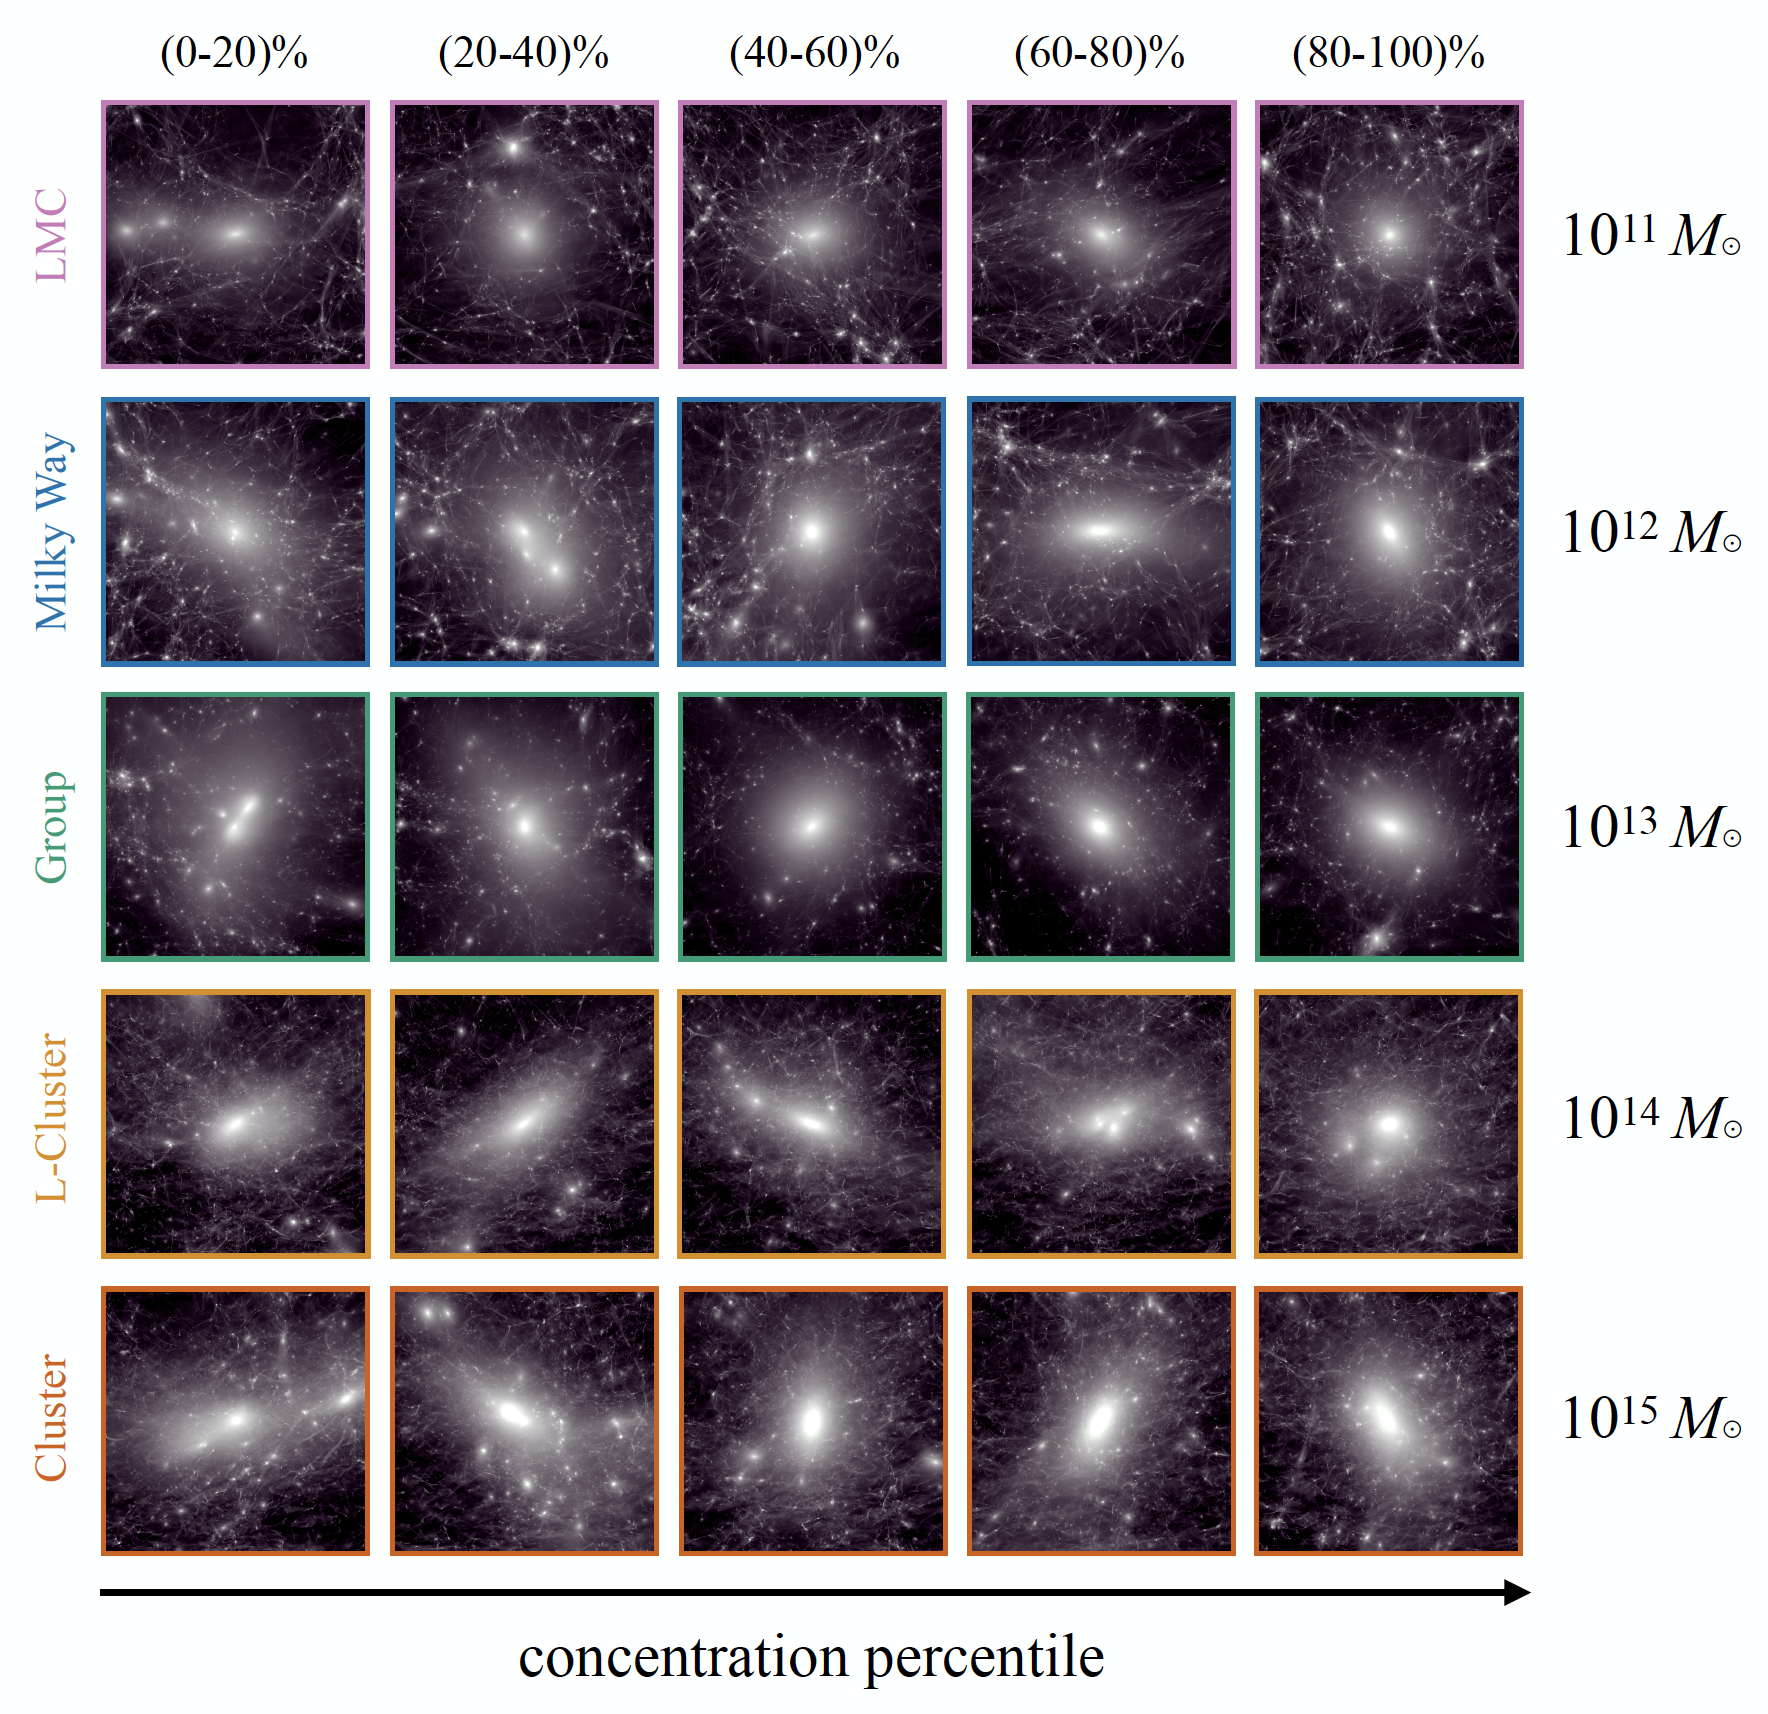 (0-20)% (20-40)% (40-60)% (60-80)% (80-100)%
LMC 10¹¹ M☉
Milky Way 10¹² M☉
Group 10¹³ M☉
L-Cluster 10¹⁴ M☉
Cluster 10¹⁵ M☉
concentration percentile